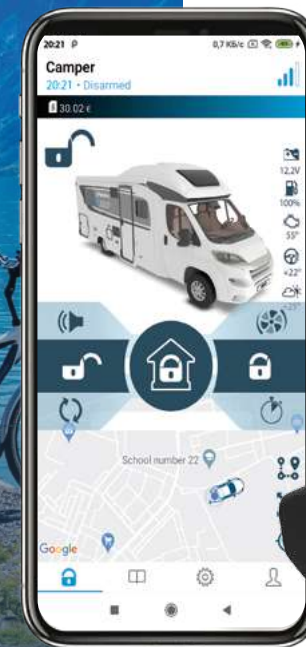 20:21 P 0,7 KБ/c
Camper
20:21 • Disarmed
30.02 €
12,2V
100%
55°
+22°
School number 22
Google